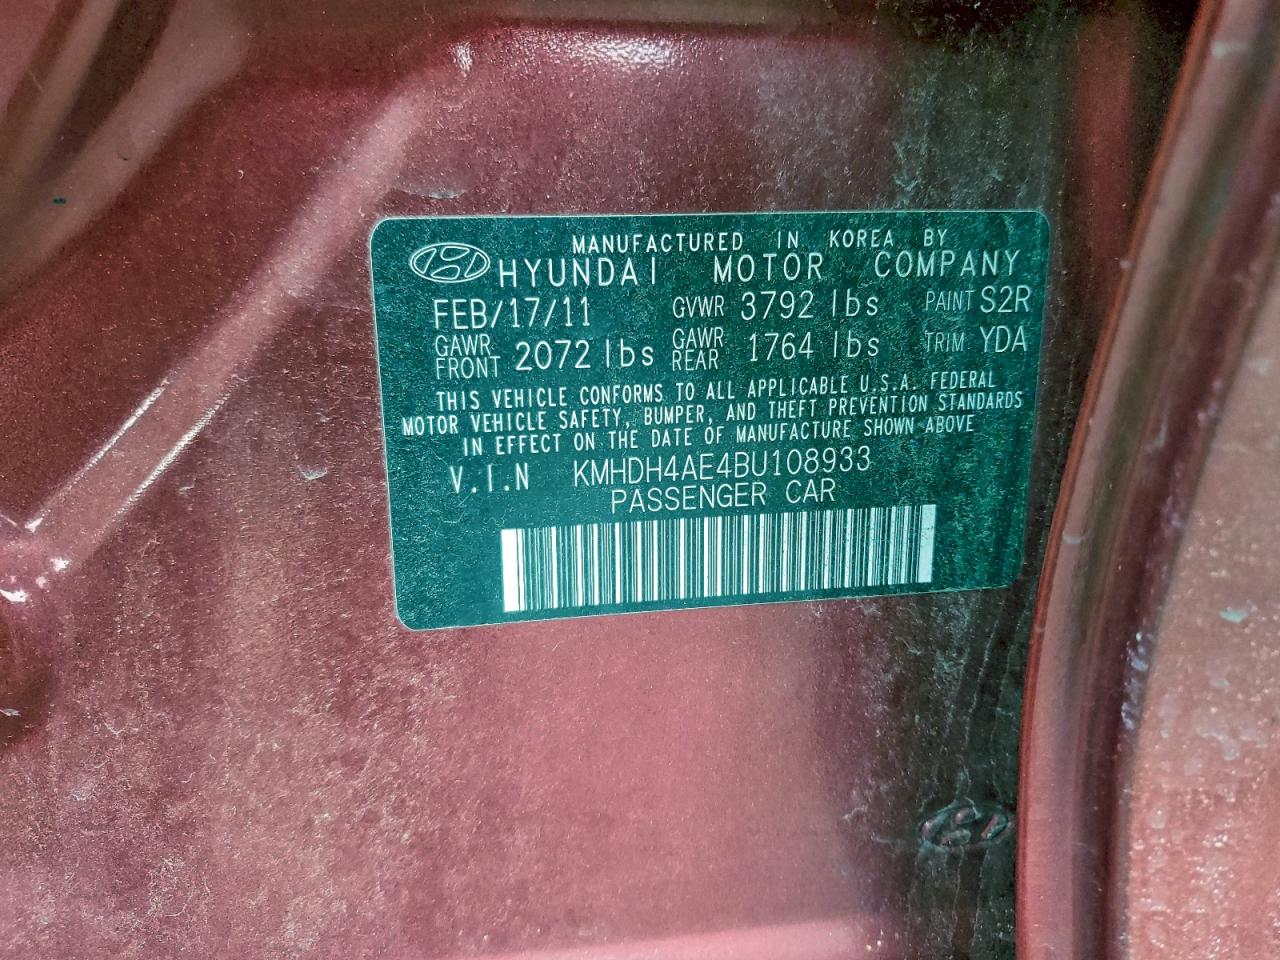 MANUFACTURED IN KOREA BY
HYUNDAI MOTOR COMPANY
FEB/17/11 GVWR 3792 lbs PAINT S2R
GAWR FRONT 2072 lbs GAWR REAR 1764 lbs TRIM YDA
THIS VEHICLE CONFORMS TO ALL APPLICABLE U.S.A. FEDERAL
MOTOR VEHICLE SAFETY, BUMPER, AND THEFT PREVENTION STANDARDS
IN EFFECT ON THE DATE OF MANUFACTURE SHOWN ABOVE
V.I.N KMHDH4AE4BU108933
PASSENGER CAR